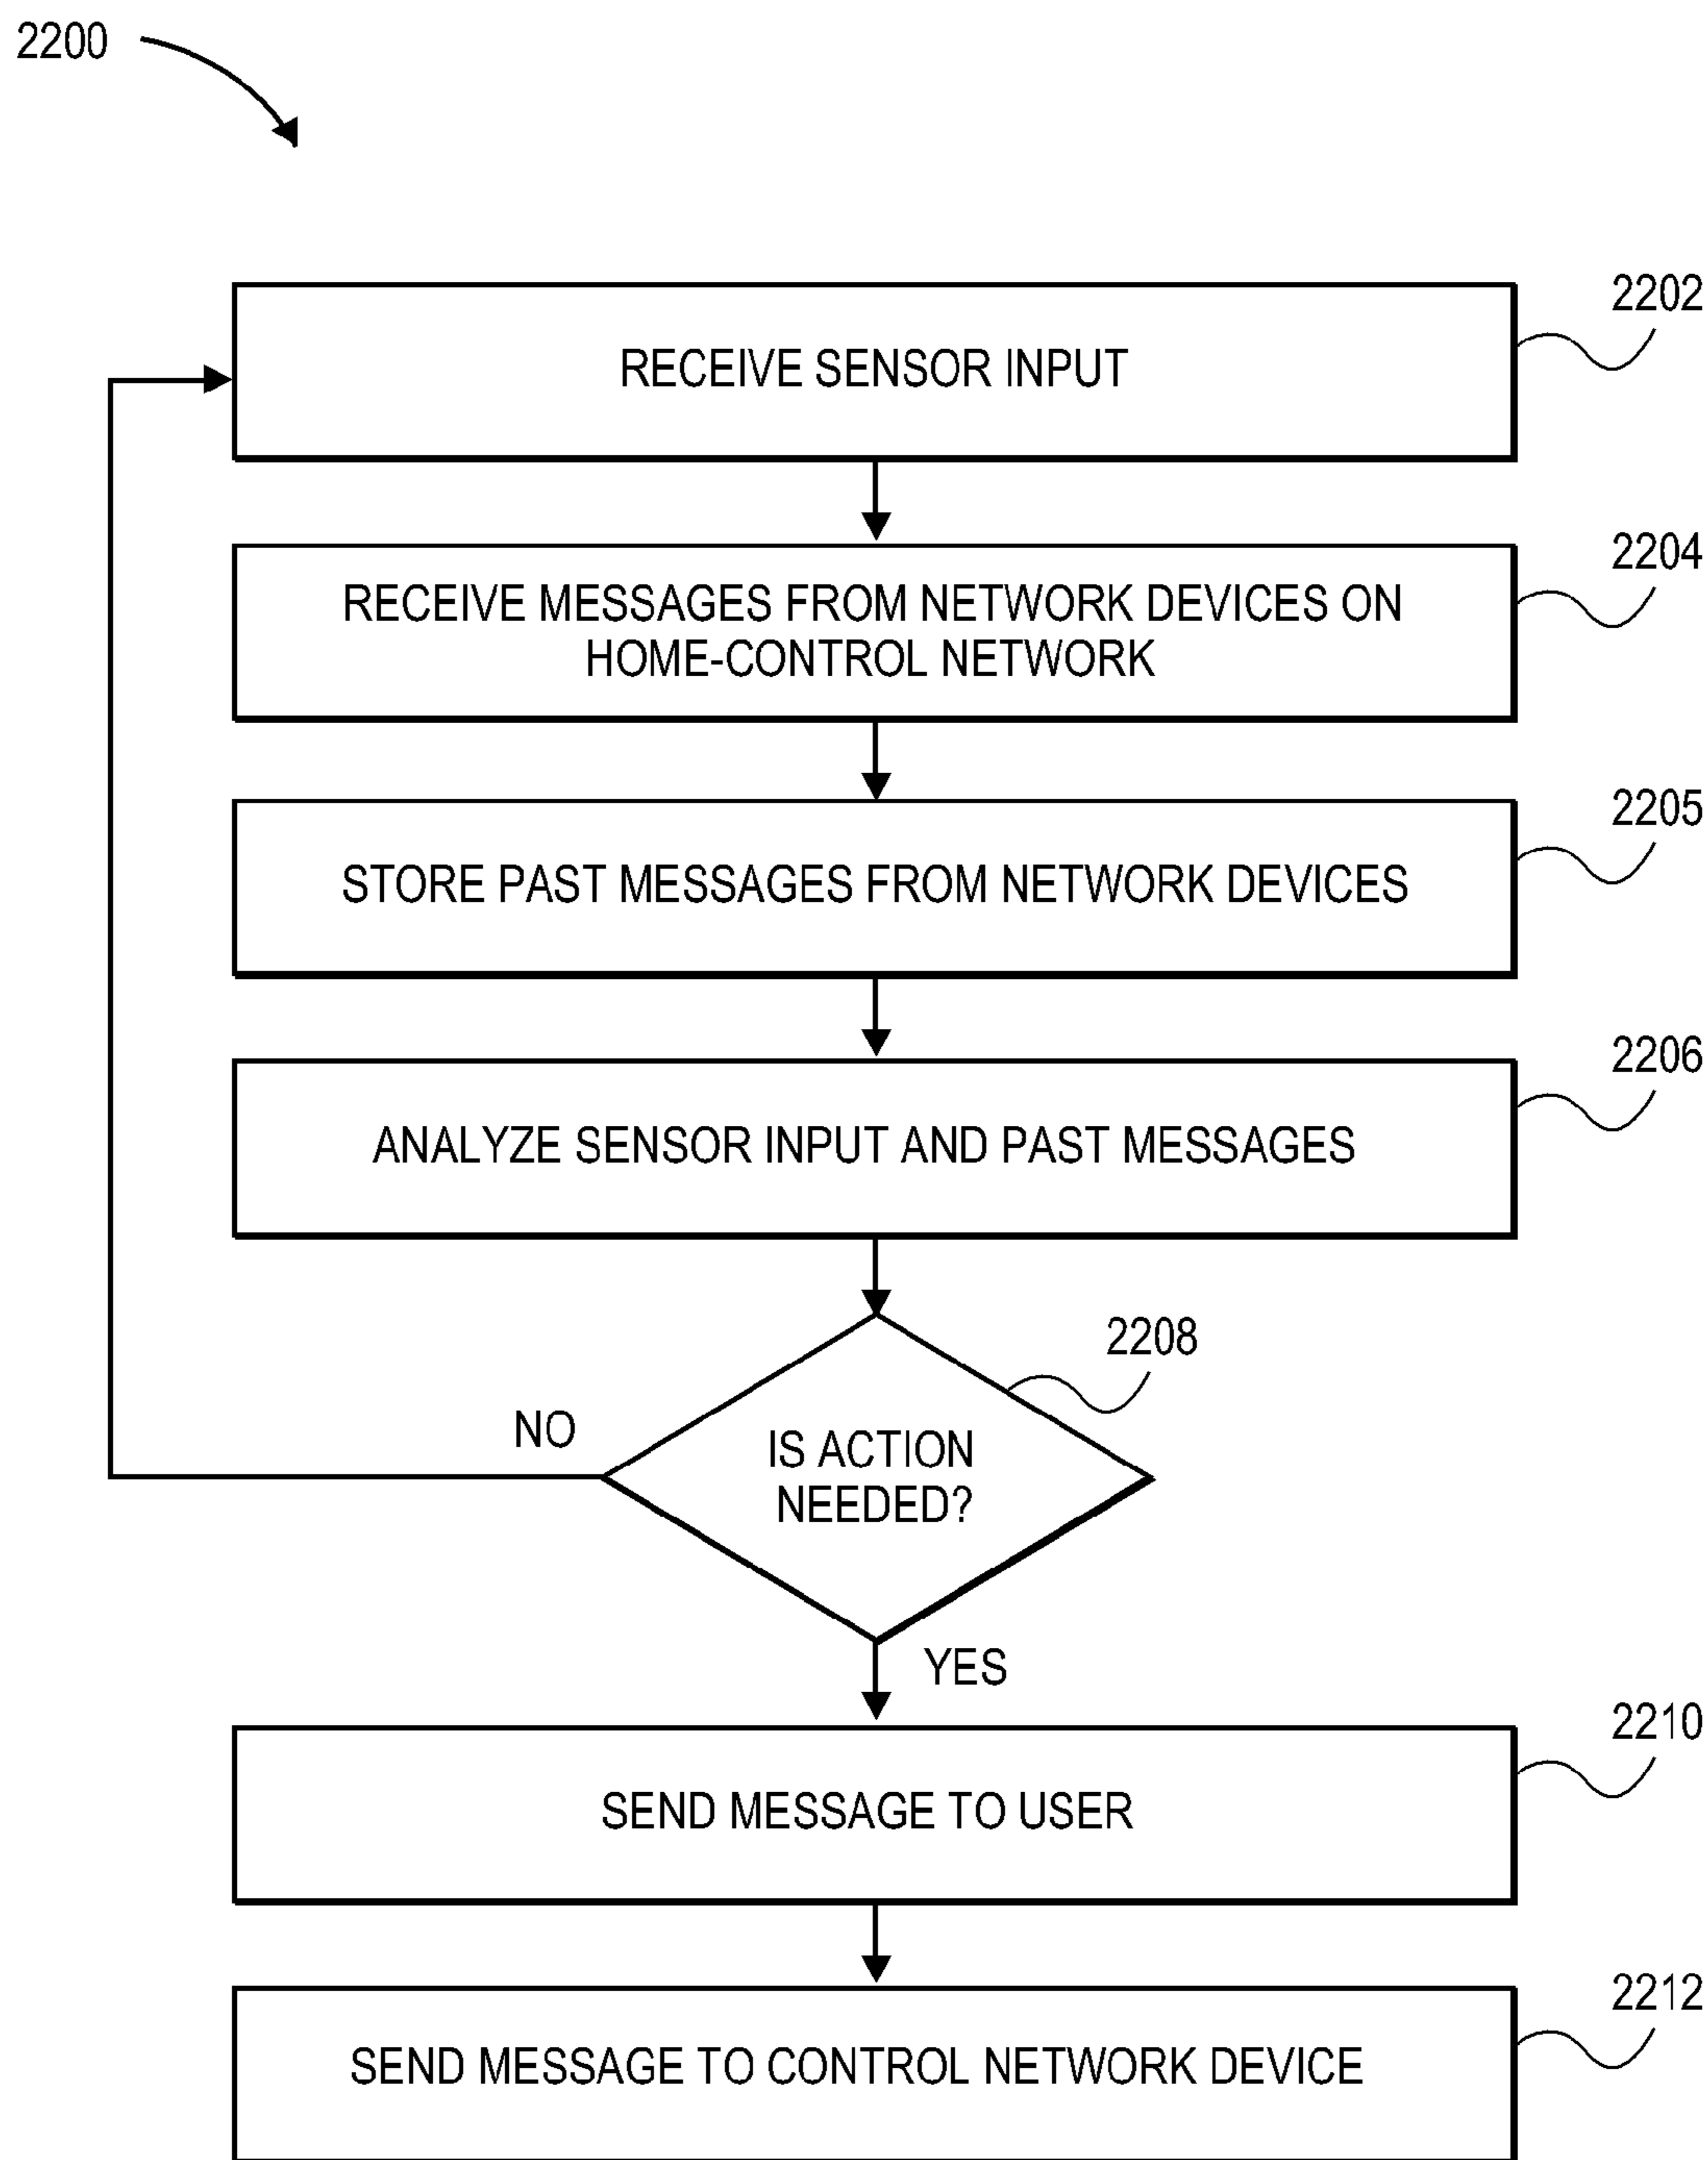 2200
2202
RECEIVE SENSOR INPUT
2204
RECEIVE MESSAGES FROM NETWORK DEVICES ON
HOME-CONTROL NETWORK
2205
STORE PAST MESSAGES FROM NETWORK DEVICES
2206
ANALYZE SENSOR INPUT AND PAST MESSAGES
2208
NO
IS ACTION
NEEDED?
YES
2210
SEND MESSAGE TO USER
2212
SEND MESSAGE TO CONTROL NETWORK DEVICE